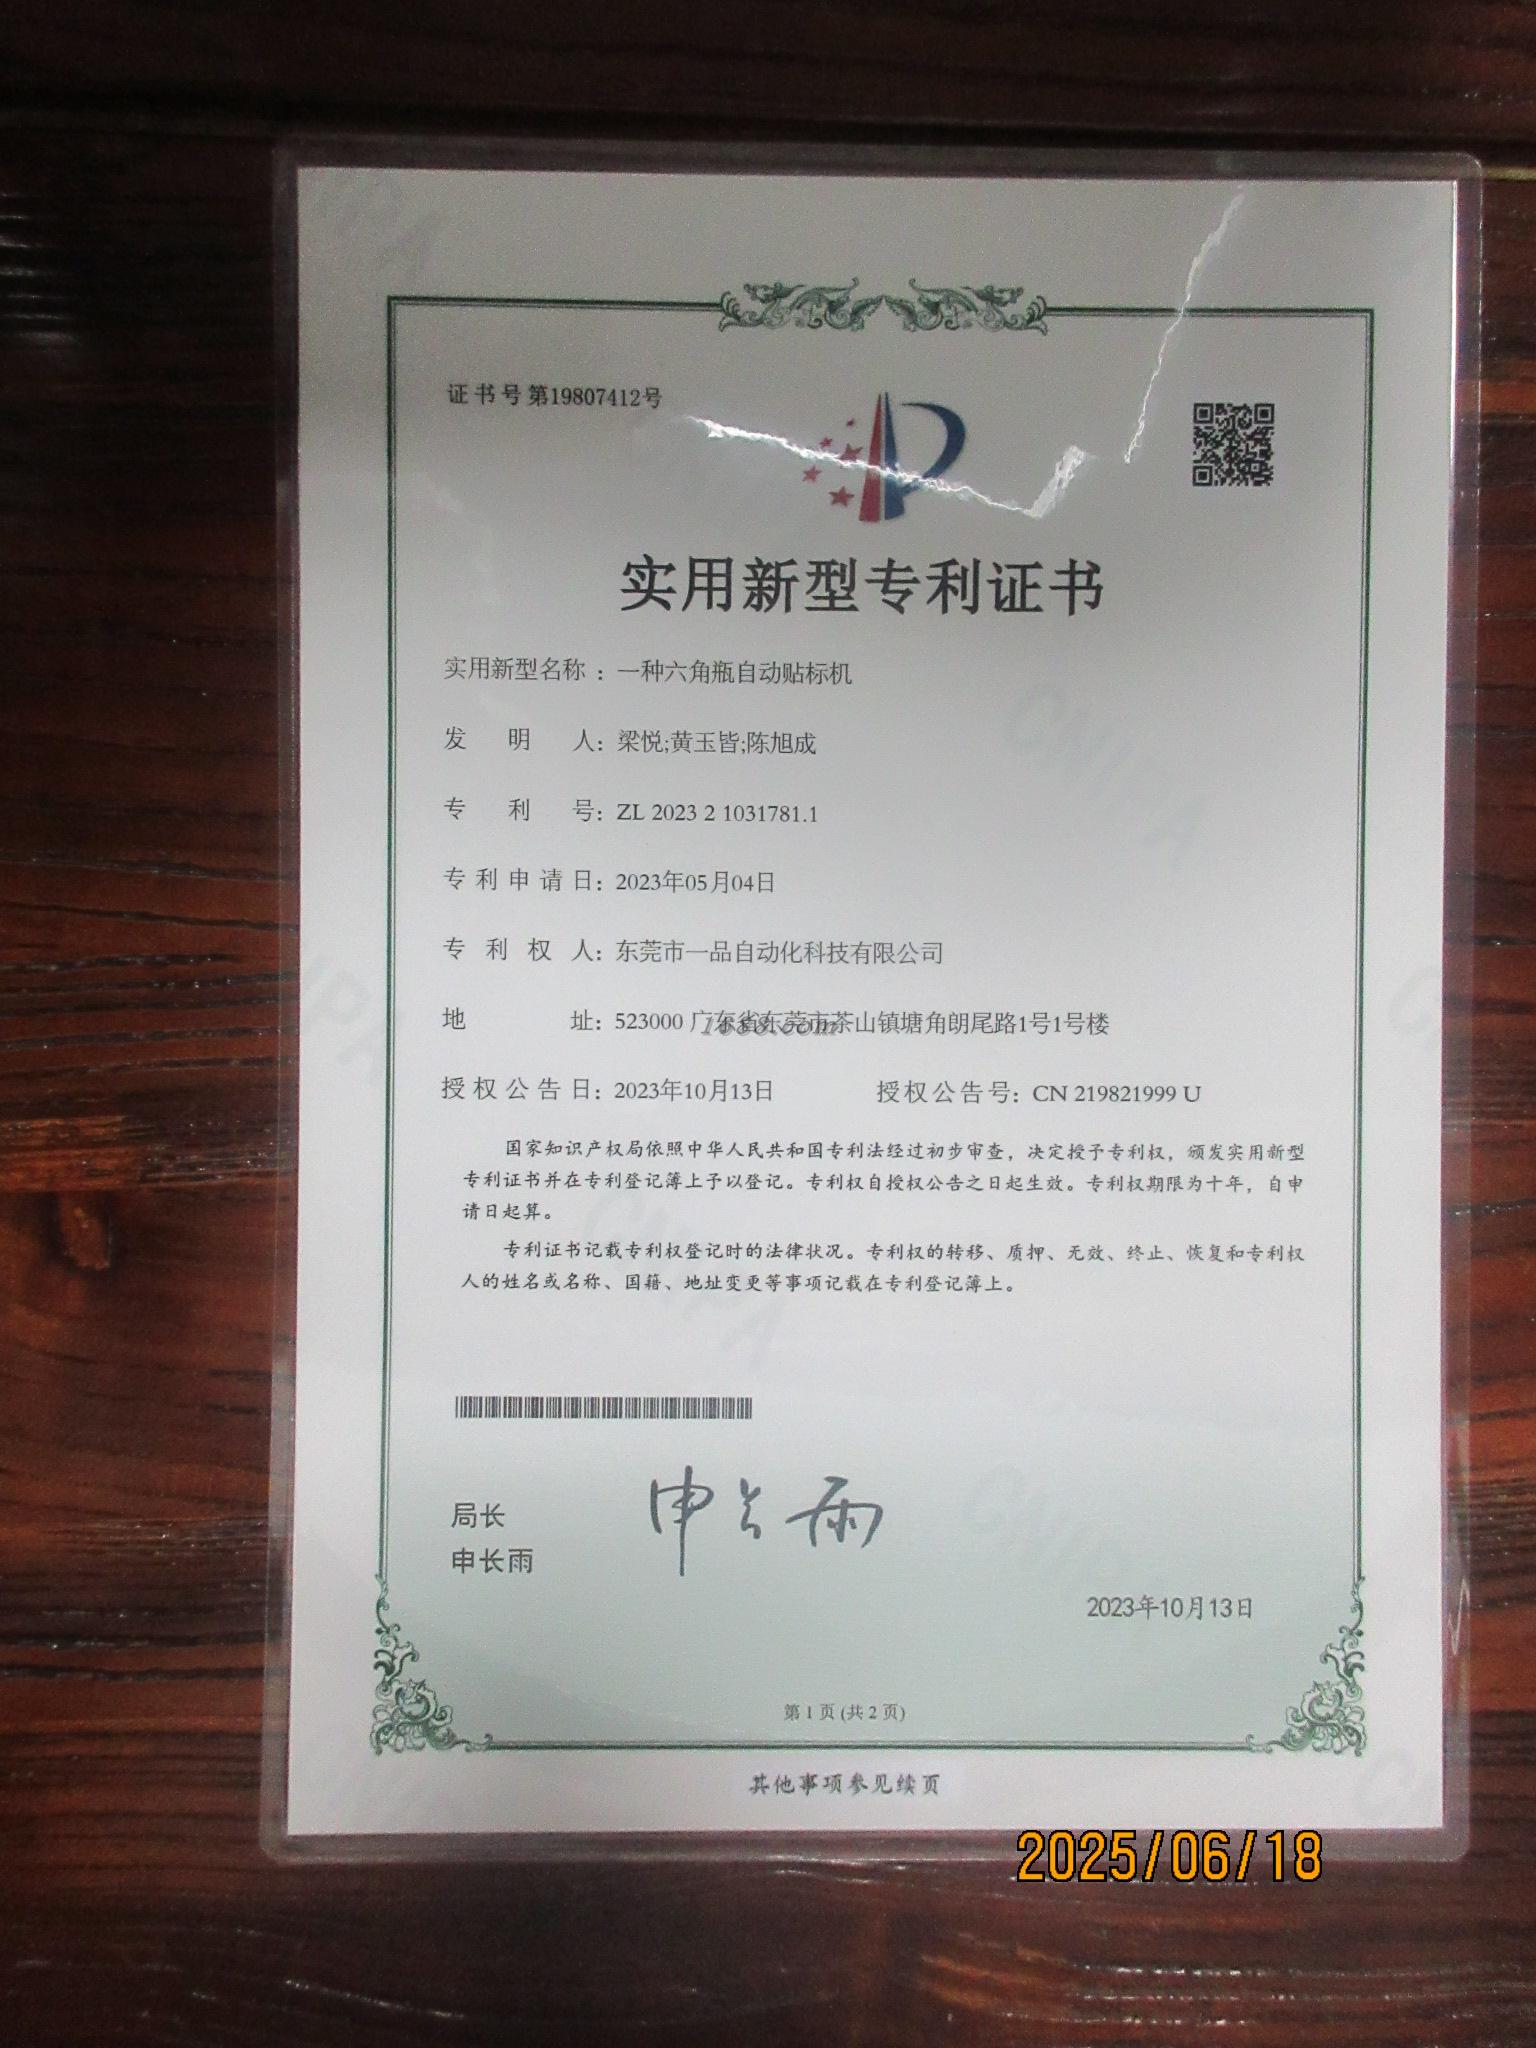 证书号第19807412号
实用新型专利证书
实用新型名称：一种六角瓶自动贴标机
发明人：梁悦;黄玉皆;陈旭成
专利号：ZL 2023 2 1031781.1
专利申请日：2023年05月04日
专利权人：东莞市一品自动化科技有限公司
地址：523000 广东省东莞市茶山镇塘角朗尾路1号1号楼
1688.com
授权公告日：2023年10月13日 授权公告号：CN 219821999 U
国家知识产权局依照中华人民共和国专利法经过初步审查，决定授予专利权，颁发实用新型
专利证书并在专利登记簿上予以登记。专利权自授权公告之日起生效。专利权期限为十年，自申
请日起算。
专利证书记载专利权登记时的法律状况。专利权的转移、质押、无效、终止、恢复和专利权
人的姓名或名称、国籍、地址变更等事项记载在专利登记簿上。
局长
申长雨
申长雨
2023年10月13日
第 1 页 (共 2 页)
其他事项参见续页
2025/06/18
CNIPA
CNIPA
CNIPA